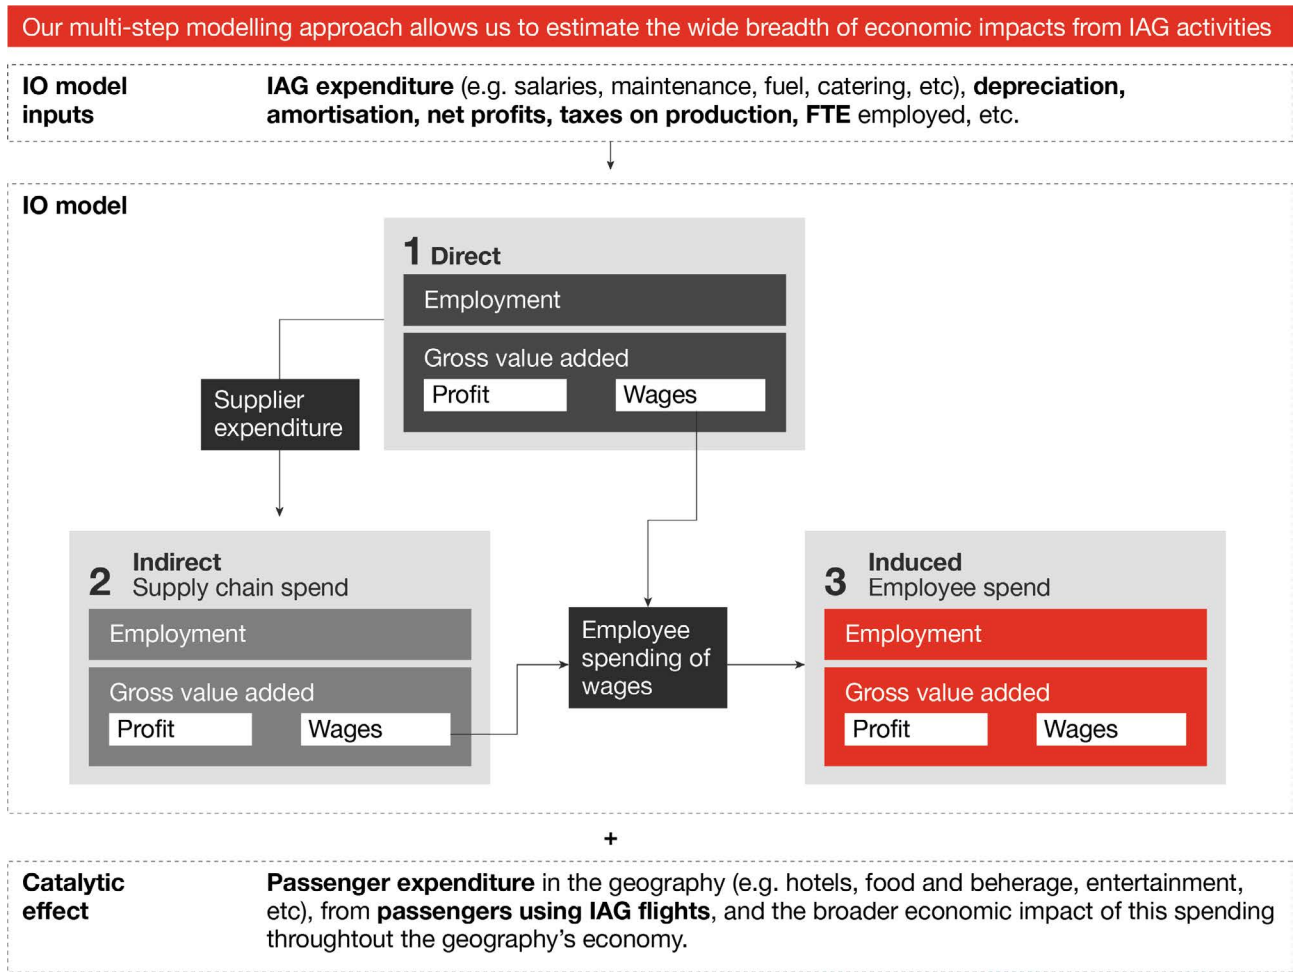 Our multi-step modelling approach allows us to estimate the wide breadth of economic impacts from IAG activities
IO model
inputs
IAG expenditure (e.g. salaries, maintenance, fuel, catering, etc), depreciation,
amortisation, net profits, taxes on production, FTE employed, etc.
IO model
1 Direct
Employment
Gross value added
Profit Wages
Supplier
expenditure
2 Indirect
Supply chain spend
Employment
Gross value added
Profit Wages
Employee
spending of
wages
3 Induced
Employee spend
Employment
Gross value added
Profit Wages
+
Catalytic
effect
Passenger expenditure in the geography (e.g. hotels, food and beherage, entertainment,
etc), from passengers using IAG flights, and the broader economic impact of this spending
throughtout the geography's economy.